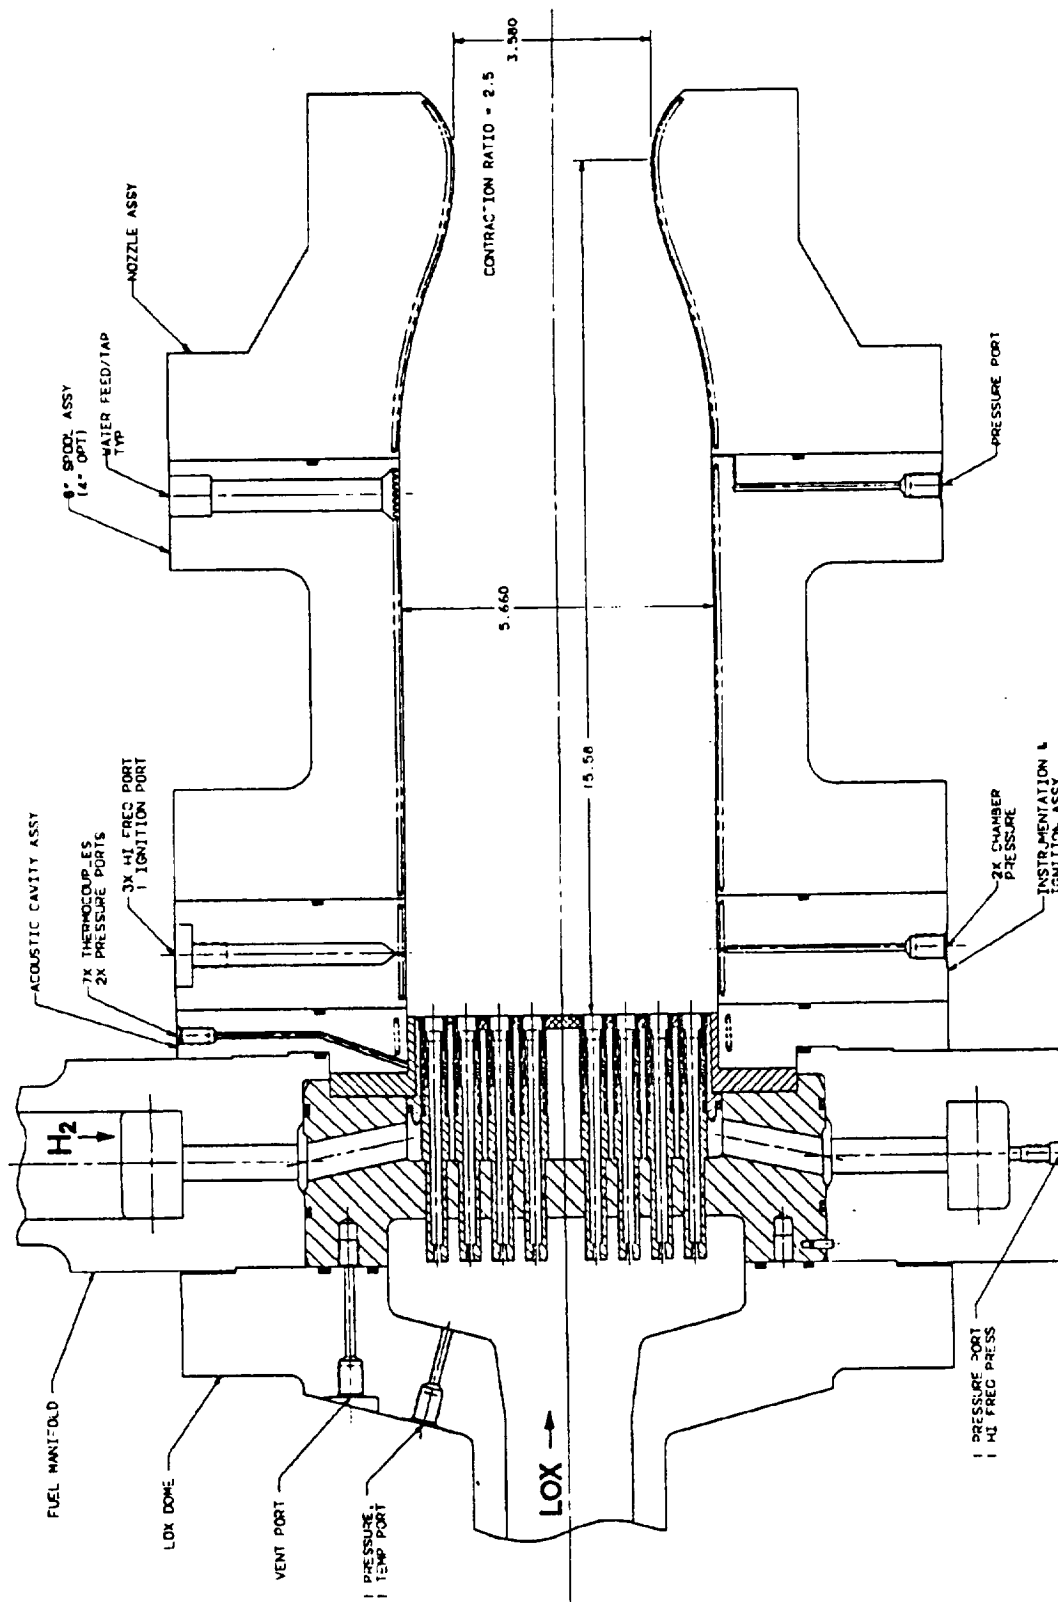 FUEL MANIFOLD
LOX DOME
VENT PORT
1 PRESSURE,
1 TEMP PORT
H2
LOX
ACOUSTIC CAVITY ASSY
7X THERMOCOUPLES
2X PRESSURE PORTS
3X HI FREQ PORT
1 IGNITION PORT
6" SPOOL ASSY
(4" OPT)
WATER FEED/TAP
TYP
NOZZLE ASSY
3.580
CONTRACTION RATIO = 2.5
5.660
15.58
PRESSURE PORT
2X CHAMBER
PRESSURE
INSTRUMENTATION &
IGNITION ASSY
1 PRESSURE PORT
1 HI FREQ PRESS